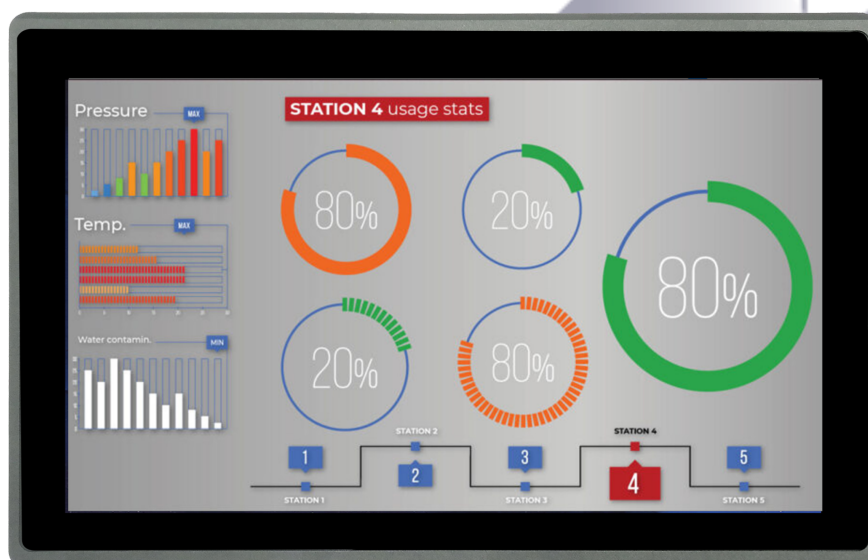 Pressure
MAX
Temp.
MAX
Water contamin.
MIN
STATION 4 usage stats
80%
20%
80%
20%
80%
STATION 2
STATION 4
1
2
3
4
5
STATION 1
STATION 3
STATION 5